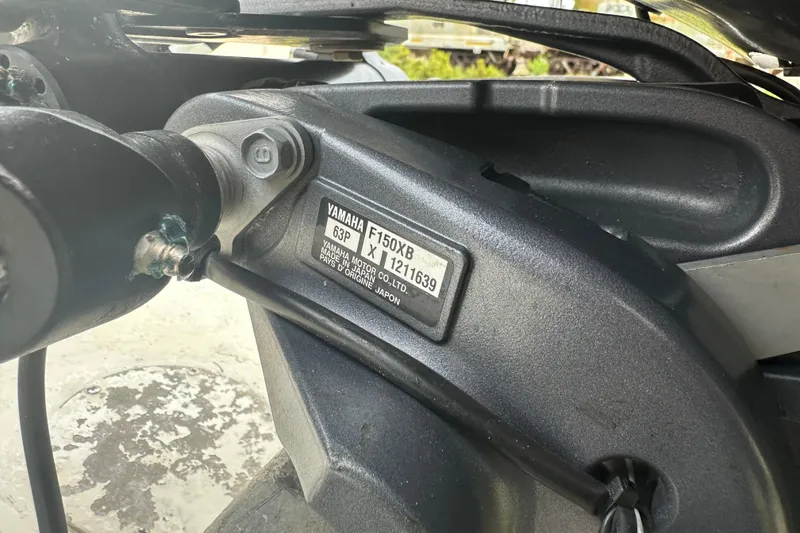 YAMAHA F150XB
63P X 1211639
YAMAHA MOTOR CO.,LTD.
MADE IN JAPAN
PAYS D'ORIGINE JAPON